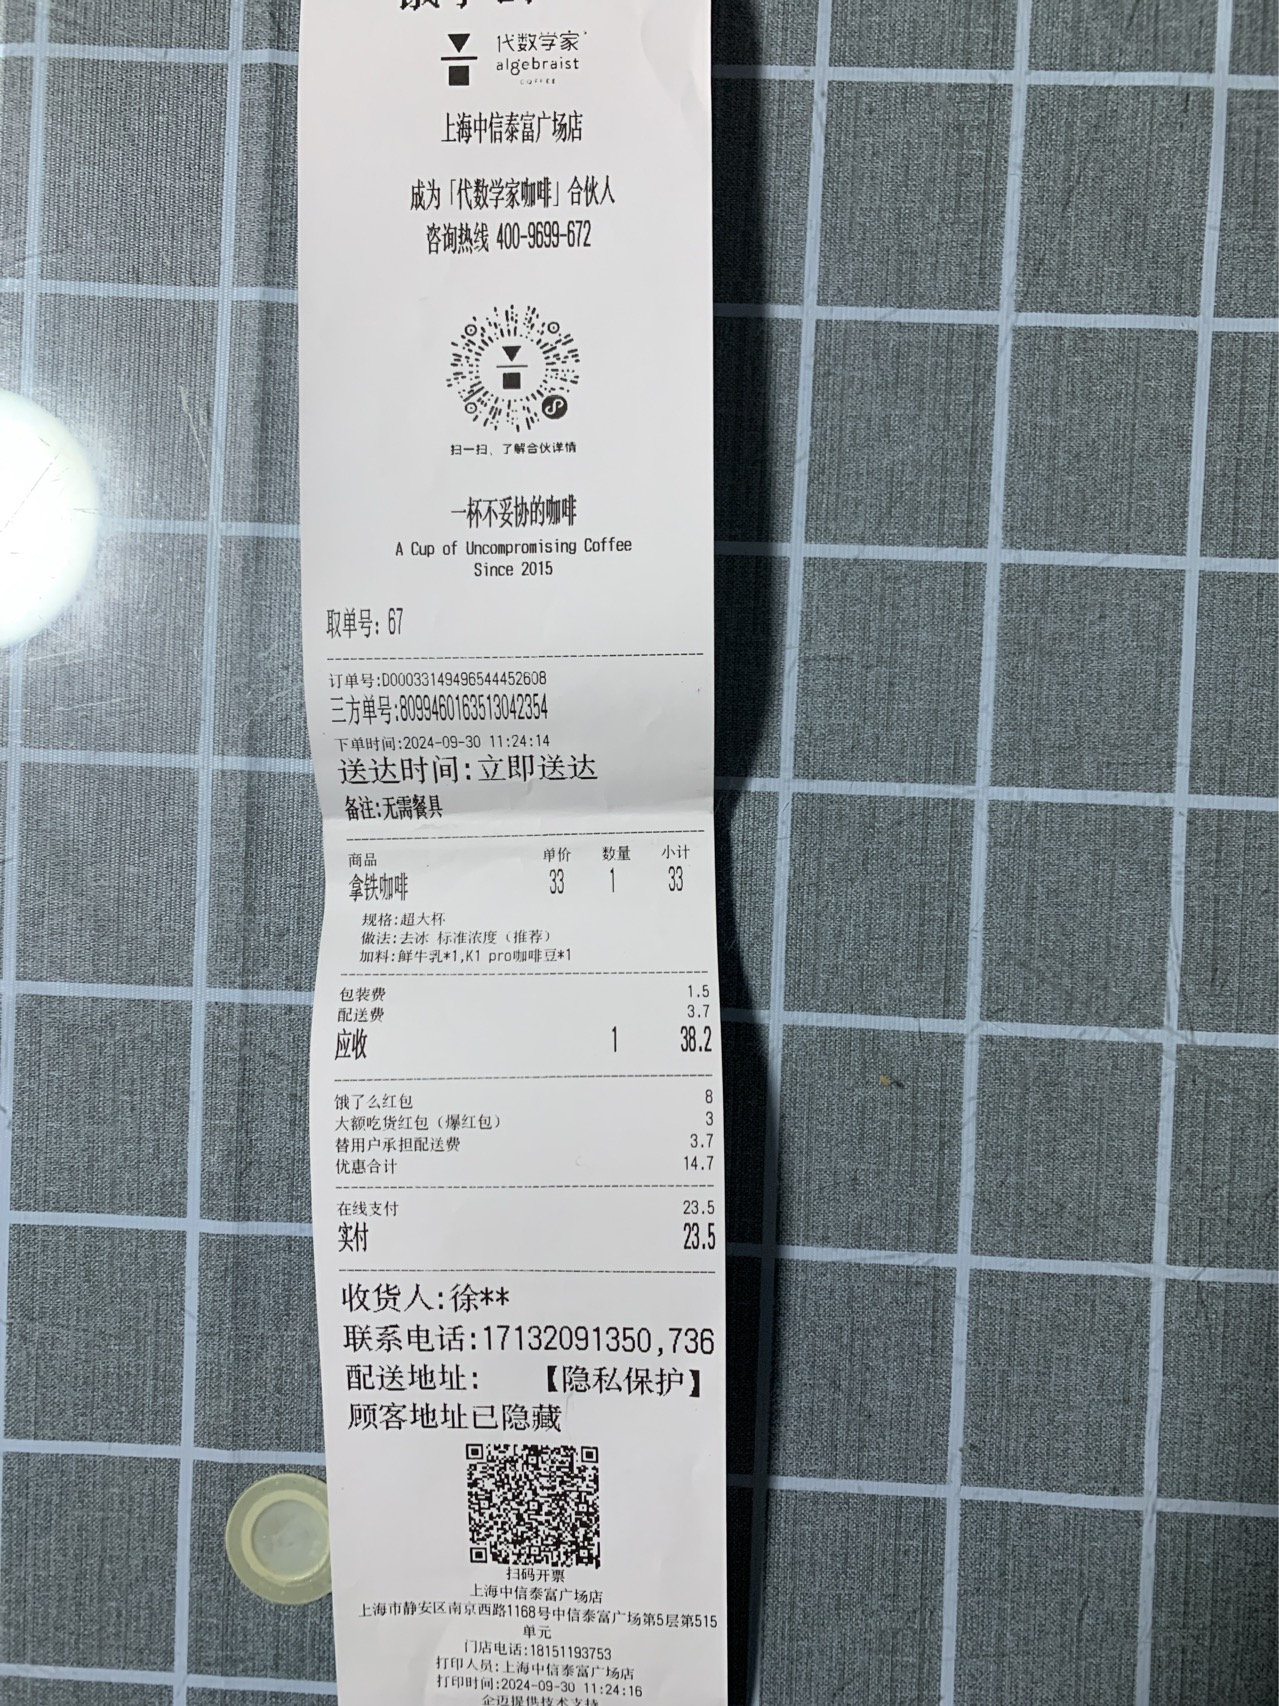 代数学家
algebraist
COFFEE
上海中信泰富广场店
成为「代数学家咖啡」合伙人
咨询热线 400-9699-672
扫一扫，了解合伙详情
一杯不妥协的咖啡
A Cup of Uncompromising Coffee
Since 2015
取单号: 67
订单号:D00033149496544452608
三方单号:8099460163513042354
下单时间:2024-09-30 11:24:14
送达时间:立即送达
备注:无需餐具
商品 单价 数量 小计
拿铁咖啡 33 1 33
规格:超大杯
做法:去冰 标准浓度（推荐）
加料:鲜牛乳*1,K1 pro咖啡豆*1
包装费 1.5
配送费 3.7
应收 1 38.2
饿了么红包 8
大额吃货红包（爆红包） 3
替用户承担配送费 3.7
优惠合计 14.7
在线支付 23.5
实付 23.5
收货人:徐**
联系电话:17132091350,736
配送地址: 【隐私保护】
顾客地址已隐藏
扫码开票
上海中信泰富广场店
上海市静安区南京西路1168号中信泰富广场第5层第515
单元
门店电话:18151193753
打印人员:上海中信泰富广场店
打印时间:2024-09-30 11:24:16
企迈提供技术支持